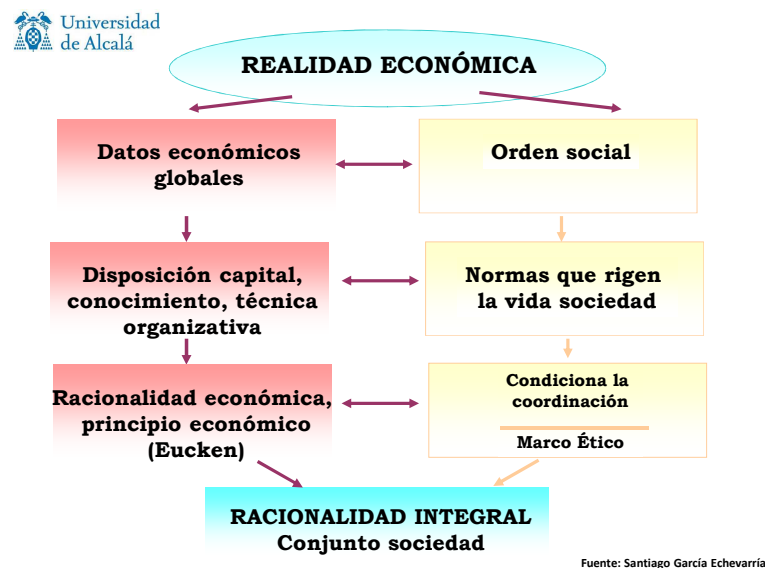 Universidad
de Alcalá
REALIDAD ECONÓMICA
Datos económicos
globales
Orden social
Disposición capital,
conocimiento, técnica
organizativa
Normas que rigen
la vida sociedad
Racionalidad económica,
principio económico
(Eucken)
Condiciona la
coordinación
Marco Ético
RACIONALIDAD INTEGRAL
Conjunto sociedad
Fuente: Santiago García Echevarría